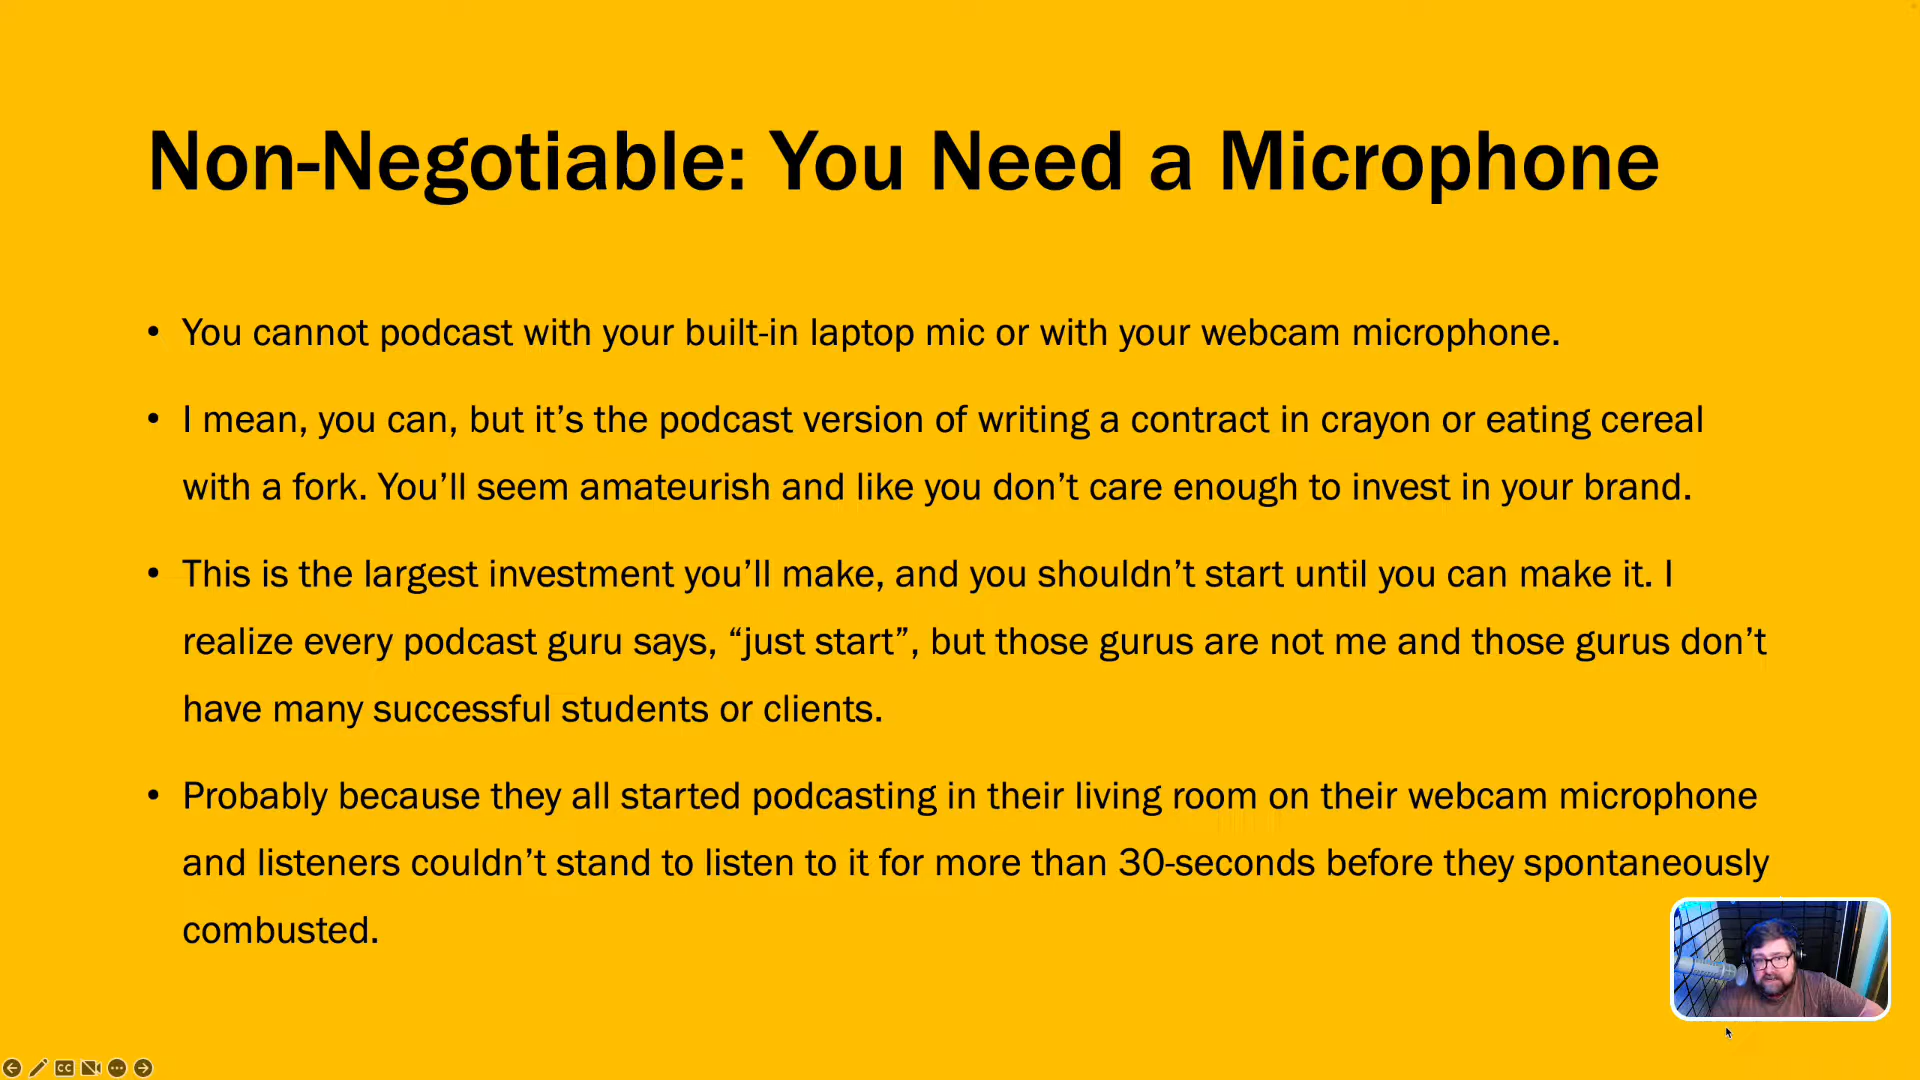 Non-Negotiable: You Need a Microphone
• You cannot podcast with your built-in laptop mic or with your webcam microphone.
• I mean, you can, but it’s the podcast version of writing a contract in crayon or eating cereal
with a fork. You’ll seem amateurish and like you don’t care enough to invest in your brand.
• This is the largest investment you’ll make, and you shouldn’t start until you can make it. I
realize every podcast guru says, “just start”, but those gurus are not me and those gurus don’t
have many successful students or clients.
• Probably because they all started podcasting in their living room on their webcam microphone
and listeners couldn’t stand to listen to it for more than 30-seconds before they spontaneously
combusted.
CC